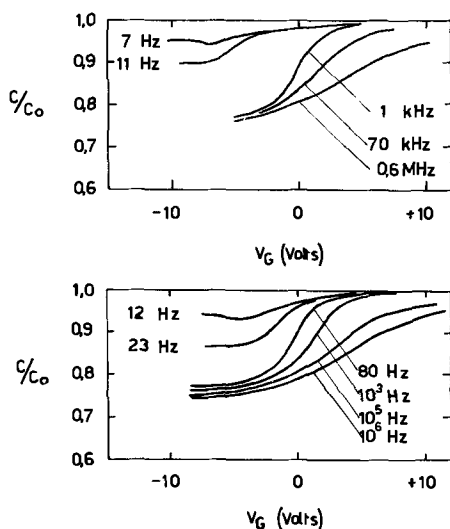 1,0
7 Hz
0,9
11 Hz
C/Co
0,8
1 kHz
0,7
70 kHz
0,6 MHz
0,6
-10 0 +10
VG (Volts)
1,0
12 Hz
0,9
23 Hz
C/Co
0,8
80 Hz
0,7
10³ Hz
10⁵ Hz
0,6
10⁶ Hz
-10 0 +10
VG (Volts)